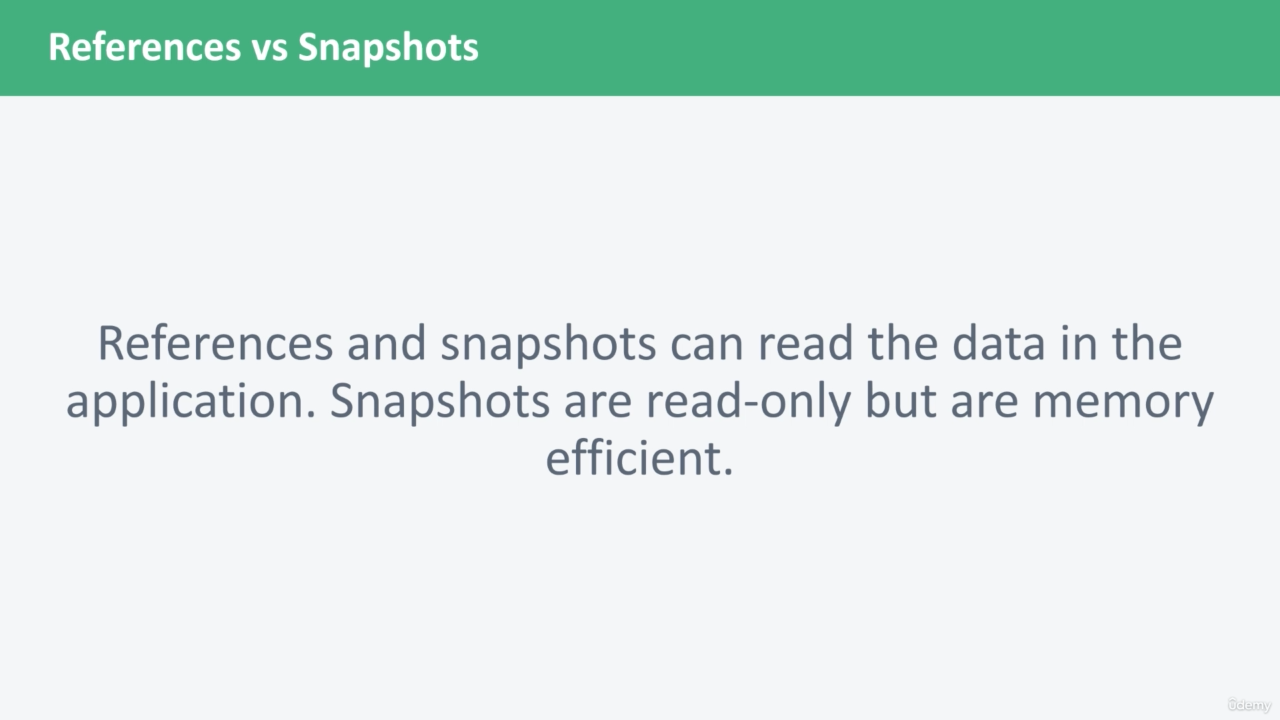 References vs Snapshots
References and snapshots can read the data in the
application. Snapshots are read-only but are memory
efficient.
ûdemy